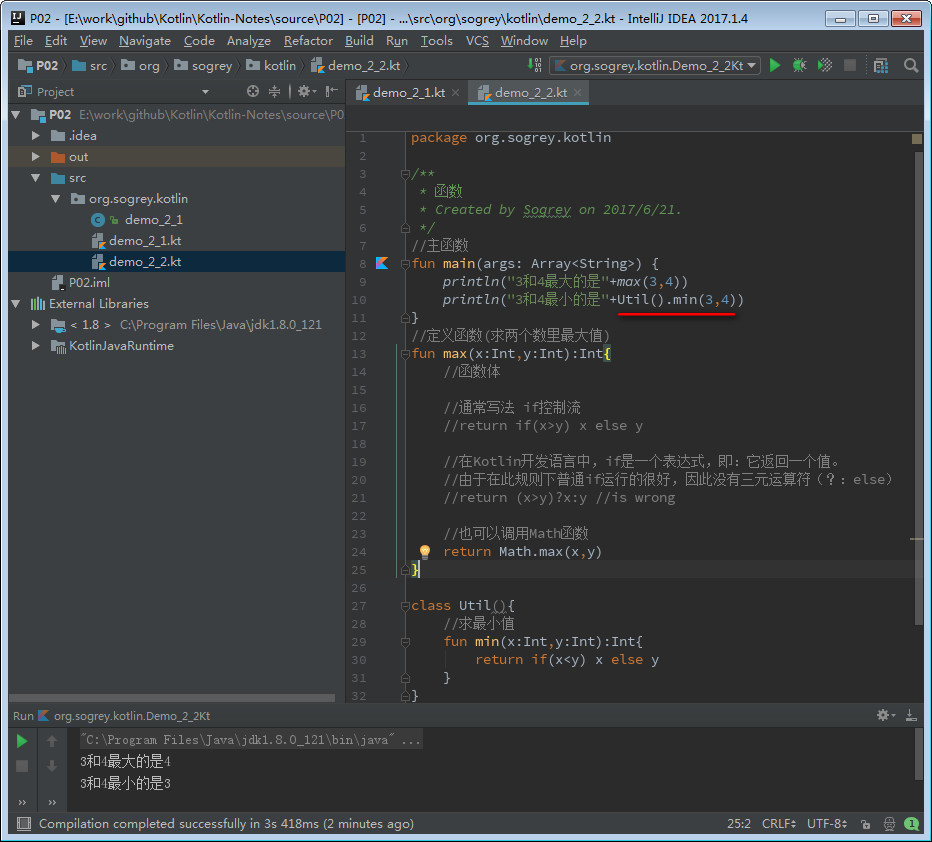 P02 - [E:\work\github\Kotlin\Kotlin-Notes\source\P02] - [P02] - ...\src\org\sogrey\kotlin\demo_2_2.kt - IntelliJ IDEA 2017.1.4
File Edit View Navigate Code Analyze Refactor Build Run Tools VCS Window Help
P02 src org sogrey kotlin demo_2_2.kt org.sogrey.kotlin.Demo_2_2Kt
Project
demo_2_1.kt demo_2_2.kt
P02 E:\work\github\Kotlin\Kotlin-Notes\source\P0
.idea
out
src
org.sogrey.kotlin
demo_2_1
demo_2_1.kt
demo_2_2.kt
P02.iml
External Libraries
< 1.8 > C:\Program Files\Java\jdk1.8.0_121
KotlinJavaRuntime
1 package org.sogrey.kotlin
2
3 /**
4 * 函数
5 * Created by Sogrey on 2017/6/21.
6 */
7 //主函数
8 fun main(args: Array<String>) {
9 println("3和4最大的是"+max(3,4))
10 println("3和4最小的是"+Util().min(3,4))
11 }
12 //定义函数(求两个数里最大值)
13 fun max(x:Int,y:Int):Int{
14 //函数体
15
16 //通常写法 if控制流
17 //return if(x>y) x else y
18
19 //在Kotlin开发语言中，if是一个表达式，即：它返回一个值。
20 //由于在此规则下普通if运行的很好，因此没有三元运算符（？：else）
21 //return (x>y)?x:y //is wrong
22
23 //也可以调用Math函数
24 return Math.max(x,y)
25 }
26
27 class Util(){
28 //求最小值
29 fun min(x:Int,y:Int):Int{
30 return if(x<y) x else y
31 }
32 }
Run org.sogrey.kotlin.Demo_2_2Kt
"C:\Program Files\Java\jdk1.8.0_121\bin\java" ...
3和4最大的是4
3和4最小的是3
Compilation completed successfully in 3s 418ms (2 minutes ago) 25:2 CRLF UTF-8 1